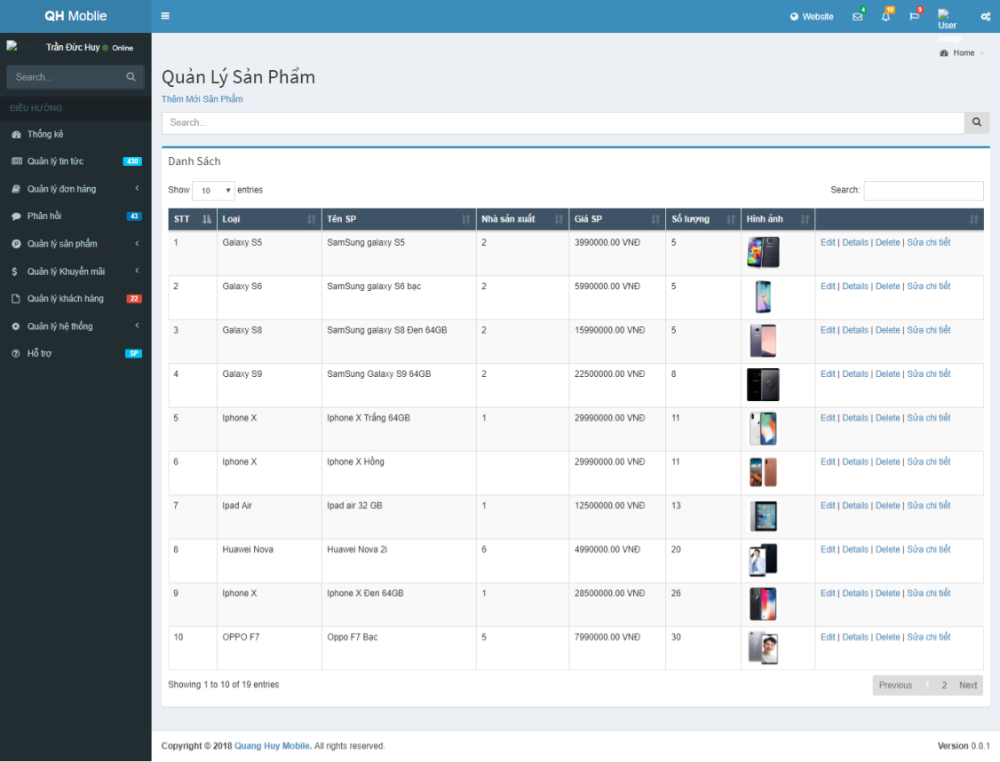 QH Moblie
Website 4 10 9 User Image
Trần Đức Huy Online
Search...
ĐIỀU HƯỚNG
Thống kê
Quản lý tin tức 430
Quản lý đơn hàng
Phản hồi 43
Quản lý sản phẩm
Quản lý Khuyến mãi
Quản lý khách hàng 22
Quản lý hệ thống
Hỗ trợ SP
Home >
Quản Lý Sản Phẩm
Thêm Mới Sản Phẩm
Search...
Danh Sách
Show 10 entries Search:
STT Loại Tên SP Nhà sản xuất Giá SP Số lượng Hình ảnh
1 Galaxy S5 SamSung galaxy S5 2 3990000.00 VNĐ 5 Edit | Details | Delete | Sửa chi tiết
2 Galaxy S6 SamSung galaxy S6 bạc 2 5990000.00 VNĐ 5 Edit | Details | Delete | Sửa chi tiết
3 Galaxy S8 SamSung galaxy S8 Đen 64GB 2 15990000.00 VNĐ 5 Edit | Details | Delete | Sửa chi tiết
4 Galaxy S9 SamSung Galaxy S9 64GB 2 22500000.00 VNĐ 8 Edit | Details | Delete | Sửa chi tiết
5 Iphone X Iphone X Trắng 64GB 1 29990000.00 VNĐ 11 Edit | Details | Delete | Sửa chi tiết
6 Iphone X Iphone X Hồng 29990000.00 VNĐ 11 Edit | Details | Delete | Sửa chi tiết
7 Ipad Air Ipad air 32 GB 1 12500000.00 VNĐ 13 Edit | Details | Delete | Sửa chi tiết
8 Huawei Nova Huawei Nova 2i 6 4990000.00 VNĐ 20 Edit | Details | Delete | Sửa chi tiết
9 Iphone X Iphone X Đen 64GB 1 28500000.00 VNĐ 26 Edit | Details | Delete | Sửa chi tiết
10 OPPO F7 Oppo F7 Bạc 5 7990000.00 VNĐ 30 Edit | Details | Delete | Sửa chi tiết
Showing 1 to 10 of 19 entries Previous 1 2 Next
Copyright © 2018 Quang Huy Mobile. All rights reserved. Version 0.0.1